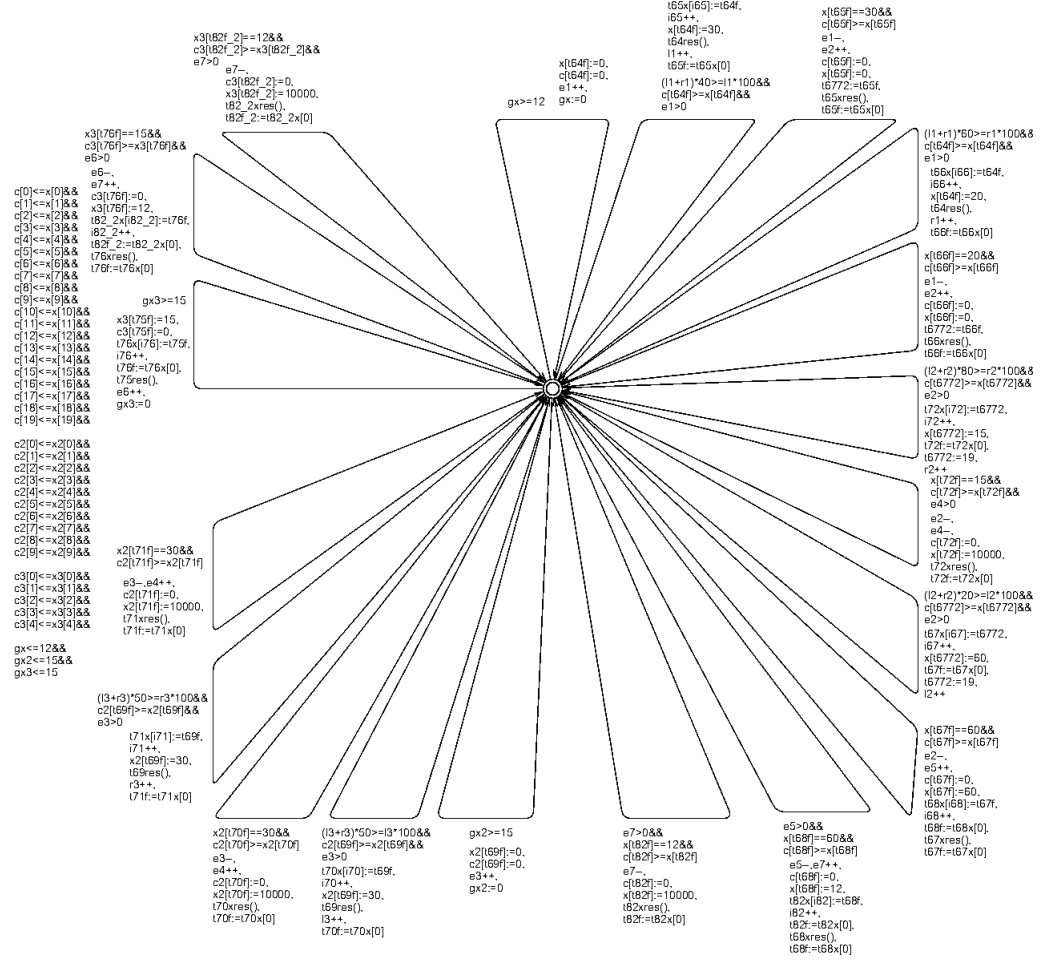 x3[t82f_2]==12&&
c3[t82f_2]>=x3[t82f_2]&&
e7>0
e7--,
c3[t82f_2]:=0,
x3[t82f_2]:=10000,
t82_2xres(),
t82f_2:=t82_2x[0]
gx>=12
x[t64f]:=0,
c[t64f]:=0,
e1++,
gx:=0
t65x[i65]:=t64f,
i65++,
x[t64f]:=30,
t64res(),
l1++,
t65f:=t65x[0]
(l1+r1)*40>=l1*100&&
c[t64f]>=x[t64f]&&
e1>0
x[t65f]==30&&
c[t65f]>=x[t65f]
e1--,
e2++,
c[t65f]:=0,
x[t65f]:=0,
t6772:=t65f,
t65xres(),
t65f:=t65x[0]
x3[t76f]==15&&
c3[t76f]>=x3[t76f]&&
e6>0
e6--,
e7++,
c3[t76f]:=0,
x3[t76f]:=12,
t82_2x[i82_2]:=t76f,
i82_2++,
t82f_2:=t82_2x[0],
t76xres(),
t76f:=t76x[0]
(l1+r1)*60>=r1*100&&
c[t64f]>=x[t64f]&&
e1>0
t66x[i66]:=t64f,
i66++,
x[t64f]:=20,
t64res(),
r1++,
t66f:=t66x[0]
c[0]<=x[0]&&
c[1]<=x[1]&&
c[2]<=x[2]&&
c[3]<=x[3]&&
c[4]<=x[4]&&
c[5]<=x[5]&&
c[6]<=x[6]&&
c[7]<=x[7]&&
c[8]<=x[8]&&
c[9]<=x[9]&&
c[10]<=x[10]&&
c[11]<=x[11]&&
c[12]<=x[12]&&
c[13]<=x[13]&&
c[14]<=x[14]&&
c[15]<=x[15]&&
c[16]<=x[16]&&
c[17]<=x[17]&&
c[18]<=x[18]&&
c[19]<=x[19]&&
c2[0]<=x2[0]&&
c2[1]<=x2[1]&&
c2[2]<=x2[2]&&
c2[3]<=x2[3]&&
c2[4]<=x2[4]&&
c2[5]<=x2[5]&&
c2[6]<=x2[6]&&
c2[7]<=x2[7]&&
c2[8]<=x2[8]&&
c2[9]<=x2[9]&&
c3[0]<=x3[0]&&
c3[1]<=x3[1]&&
c3[2]<=x3[2]&&
c3[3]<=x3[3]&&
c3[4]<=x3[4]&&
gx<=12&&
gx2<=15&&
gx3<=15
gx3>=15
x3[t75f]:=15,
c3[t75f]:=0,
t76x[i76]:=t75f,
i76++,
t76f:=t76x[0],
t75res(),
e6++,
gx3:=0
x[t66f]==20&&
c[t66f]>=x[t66f]
e1--,
e2++,
c[t66f]:=0,
x[t66f]:=0,
t6772:=t66f,
t66xres(),
t66f:=t66x[0]
(l2+r2)*80>=r2*100&&
c[t6772]>=x[t6772]&&
e2>0
t72x[i72]:=t6772,
i72++,
x[t6772]:=15,
t72f:=t72x[0],
t6772:=19,
r2++
x[t72f]==15&&
c[t72f]>=x[t72f]&&
e4>0
e2--,
e4--,
c[t72f]:=0,
x[t72f]:=10000,
t72xres(),
t72f:=t72x[0]
x2[t71f]==30&&
c2[t71f]>=x2[t71f]
e3--,e4++,
c2[t71f]:=0,
x2[t71f]:=10000,
t71xres(),
t71f:=t71x[0]
(l2+r2)*20>=l2*100&&
c[t6772]>=x[t6772]&&
e2>0
t67x[i67]:=t6772,
i67++,
x[t6772]:=60,
t67f:=t67x[0],
t6772:=19,
l2++
(l3+r3)*50>=r3*100&&
c2[t69f]>=x2[t69f]&&
e3>0
t71x[i71]:=t69f,
i71++,
x2[t69f]:=30,
t69res(),
r3++,
t71f:=t71x[0]
x[t67f]==60&&
c[t67f]>=x[t67f]
e2--,
e5++,
c[t67f]:=0,
x[t67f]:=60,
t68x[i68]:=t67f,
i68++,
t68f:=t68x[0],
t67xres(),
t67f:=t67x[0]
x2[t70f]==30&&
c2[t70f]>=x2[t70f]
e3--,
e4++,
c2[t70f]:=0,
x2[t70f]:=10000,
t70xres(),
t70f:=t70x[0]
(l3+r3)*50>=l3*100&&
c2[t69f]>=x2[t69f]&&
e3>0
t70x[i70]:=t69f,
i70++,
x2[t69f]:=30,
t69res(),
l3++,
t70f:=t70x[0]
gx2>=15
x2[t69f]:=0,
c2[t69f]:=0,
e3++,
gx2:=0
e7>0&&
x[t82f]==12&&
c[t82f]>=x[t82f]
e7--,
c[t82f]:=0,
x[t82f]:=10000,
t82xres(),
t82f:=t82x[0]
e5>0&&
x[t68f]==60&&
c[t68f]>=x[t68f]
e5--,e7++,
c[t68f]:=0,
x[t68f]:=12,
t82x[i82]:=t68f,
i82++,
t82f:=t82x[0],
t68xres(),
t68f:=t68x[0]